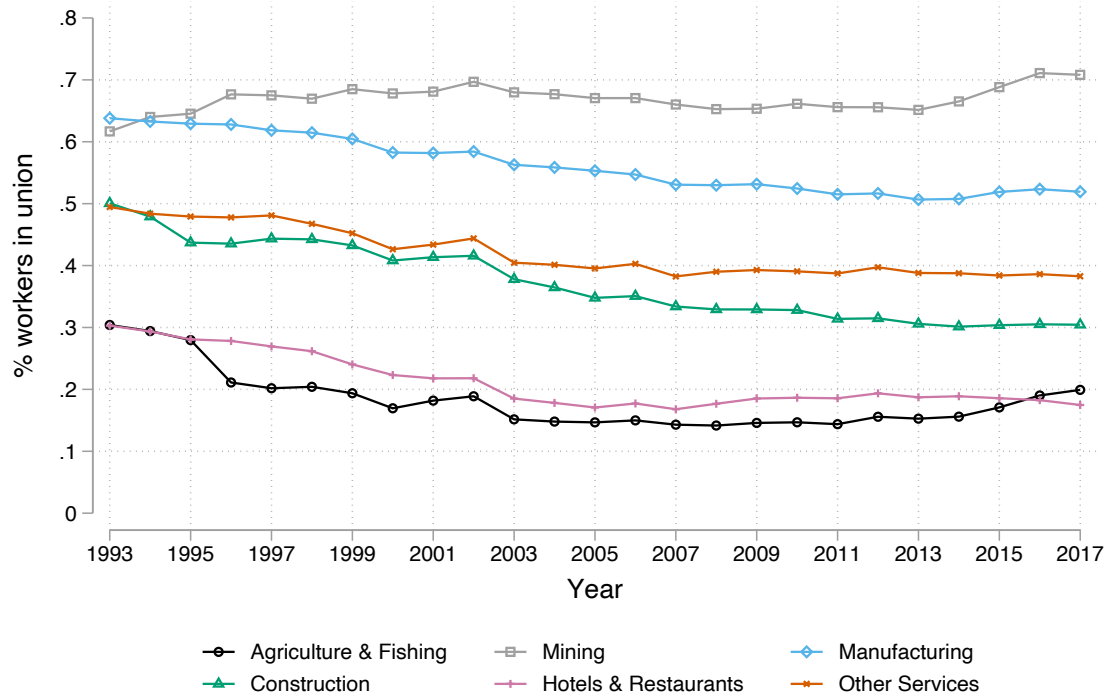 .8
.7
.6
.5
.4
.3
.2
.1
0
% workers in union
1993 1995 1997 1999 2001 2003 2005 2007 2009 2011 2013 2015 2017
Year
Agriculture & Fishing Mining Manufacturing
Construction Hotels & Restaurants Other Services